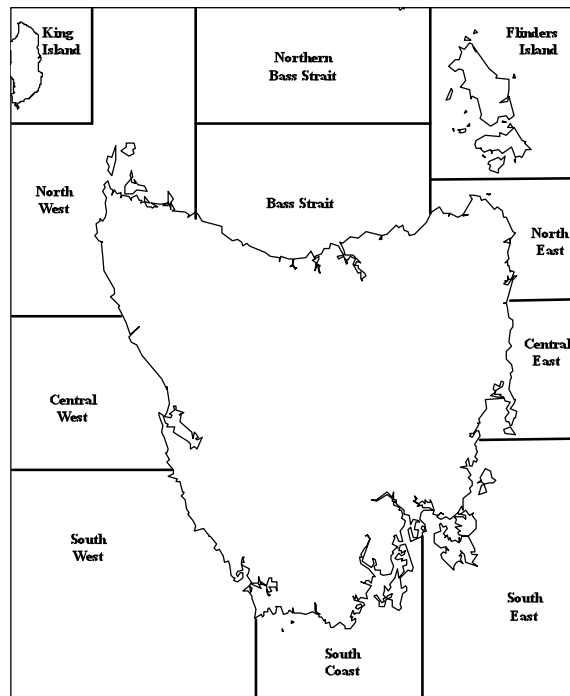 King
Island
Northern
Bass Strait
Flinders
Island
North
West
Bass Strait
North
East
Central
East
Central
West
South
West
South
East
South
Coast